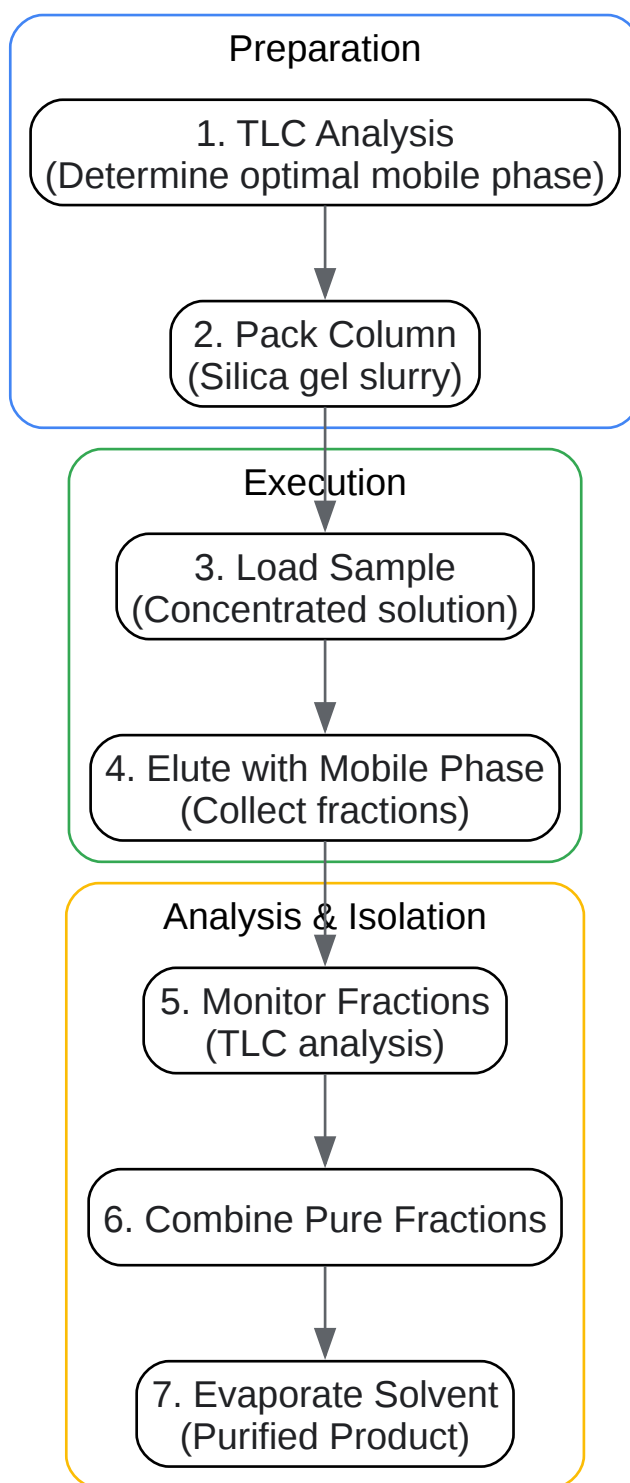 Preparation
1. TLC Analysis
(Determine optimal mobile phase)
2. Pack Column
(Silica gel slurry)
Execution
3. Load Sample
(Concentrated solution)
4. Elute with Mobile Phase
(Collect fractions)
Analysis & Isolation
5. Monitor Fractions
(TLC analysis)
6. Combine Pure Fractions
7. Evaporate Solvent
(Purified Product)